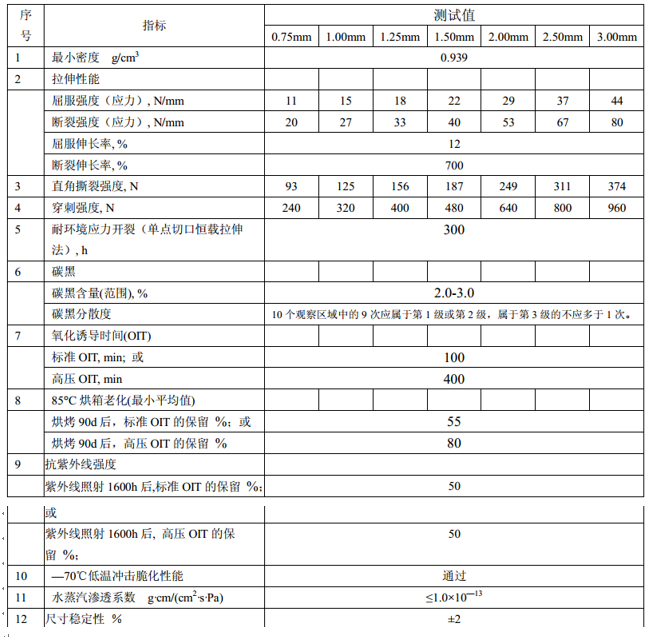 序号 指标 测试值
0.75mm 1.00mm 1.25mm 1.50mm 2.00mm 2.50mm 3.00mm
1 最小密度 g/cm³ 0.939
2 拉伸性能
屈服强度（应力）, N/mm 11 15 18 22 29 37 44
断裂强度（应力）, N/mm 20 27 33 40 53 67 80
屈服伸长率, % 12
断裂伸长率, % 700
3 直角撕裂强度, N 93 125 156 187 249 311 374
4 穿刺强度, N 240 320 400 480 640 800 960
5 耐环境应力开裂（单点切口恒载拉伸
法）, h 300
6 碳黑
碳黑含量(范围), % 2.0-3.0
碳黑分散度 10 个观察区域中的 9 次应属于第 1 级或第 2 级，属于第 3 级的不应多于 1 次。
7 氧化诱导时间(OIT)
标准 OIT, min; 或 100
高压 OIT, min 400
8 85°C 烘箱老化(最小平均值)
烘烤 90d 后，标准 OIT 的保留 %；或 55
烘烤 90d 后，高压 OIT 的保留 % 80
9 抗紫外线强度
紫外线照射 1600h 后,标准 OIT 的保留 %; 50
或
紫外线照射 1600h 后, 高压 OIT 的保
留 %; 50
10 —70℃低温冲击脆化性能 通过
11 水蒸汽渗透系数 g·cm/(cm²·s·Pa) ≤1.0×10⁻¹³
12 尺寸稳定性 % ±2